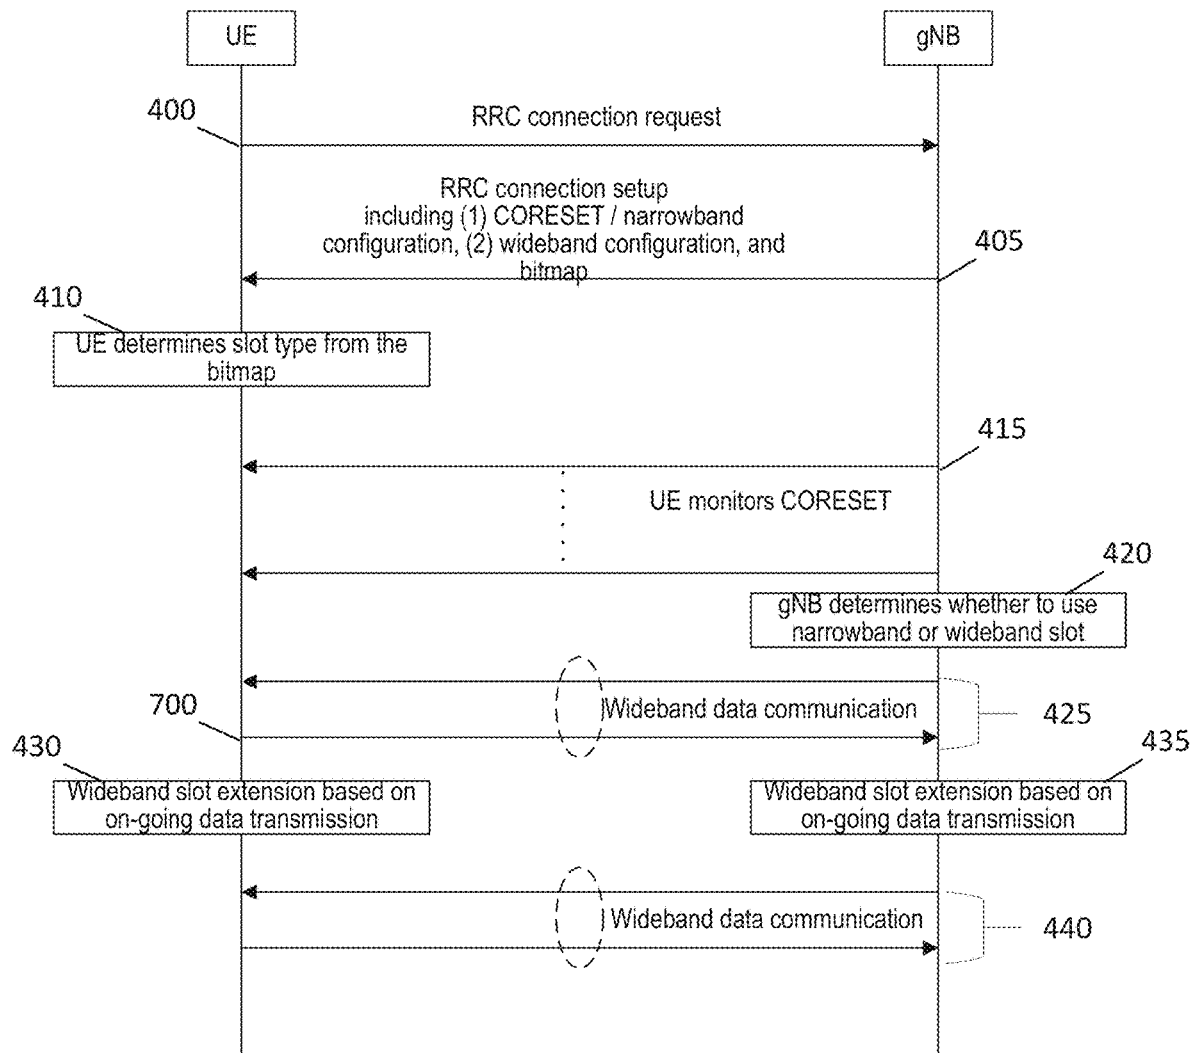 UE
gNB
400
RRC connection request
RRC connection setup
including (1) CORESET / narrowband
configuration, (2) wideband configuration, and
bitmap
405
410
UE determines slot type from the
bitmap
415
UE monitors CORESET
420
gNB determines whether to use
narrowband or wideband slot
700
Wideband data communication
425
430
435
Wideband slot extension based on
on-going data transmission
Wideband slot extension based on
on-going data transmission
Wideband data communication
440